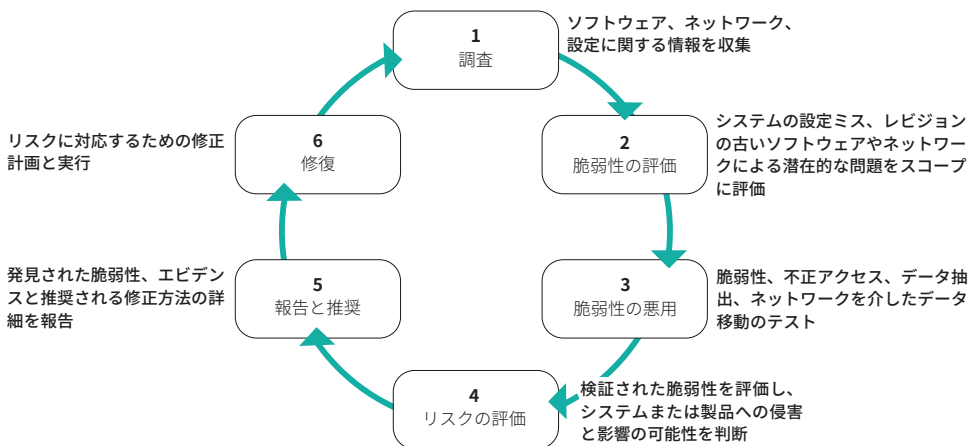 1
調査
ソフトウェア、ネットワーク、
設定に関する情報を収集
2
脆弱性の評価
システムの設定ミス、レビジョン
の古いソフトウェアやネットワー
クによる潜在的な問題をスコープ
に評価
3
脆弱性の悪用
脆弱性、不正アクセス、データ抽
出、ネットワークを介したデータ
移動のテスト
4
リスクの評価
検証された脆弱性を評価し、
システムまたは製品への侵害
と影響の可能性を判断
5
報告と推奨
発見された脆弱性、エビデン
スと推奨される修正方法の詳
細を報告
6
修復
リスクに対応するための修正
計画と実行